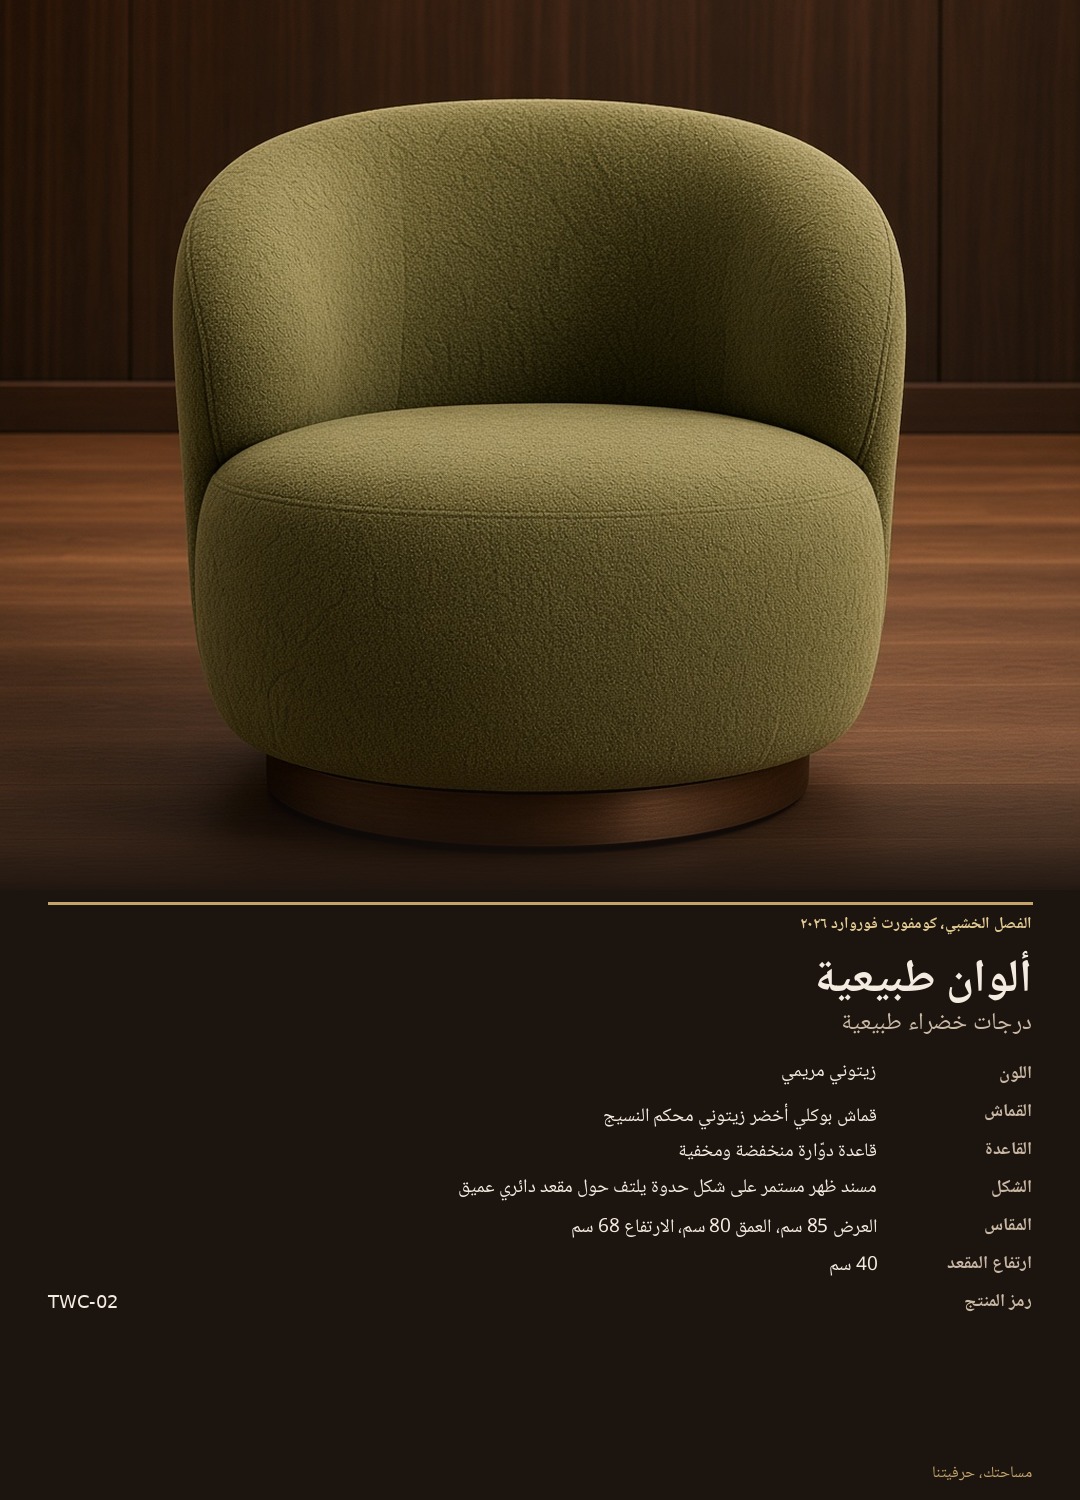 الفصل الخشبي، كومفورت فوروارد ٢٠٢٦
ألوان طبيعية
درجات خضراء طبيعية
اللون زيتوني مريمي
القماش قماش بوكلي أخضر زيتوني محكم النسيج
القاعدة قاعدة دوّارة منخفضة ومخفية
الشكل مسند ظهر مستمر على شكل حدوة يلتف حول مقعد دائري عميق
المقاس العرض 85 سم، العمق 80 سم، الارتفاع 68 سم
ارتفاع المقعد 40 سم
رمز المنتج TWC-02
مساحتك، حرفيتنا